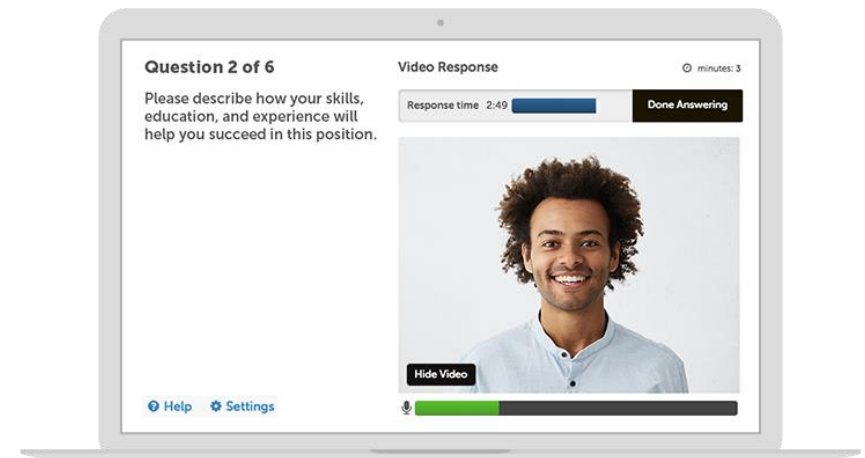 Question 2 of 6
Please describe how your skills,
education, and experience will
help you succeed in this position.
Help
Settings
Video Response
minutes: 3
Response time 2:49
Done Answering
Hide Video